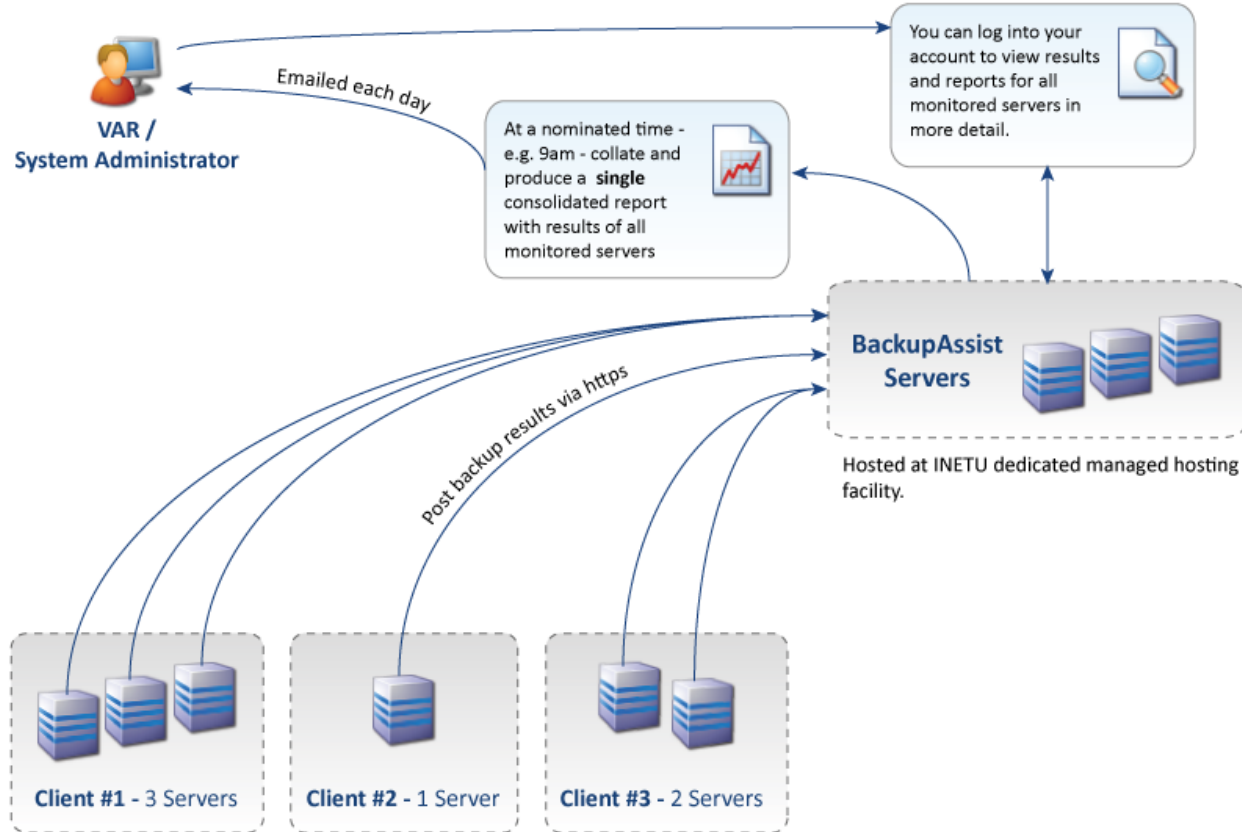 You can log into your
account to view results
and reports for all
monitored servers in
more detail.
Emailed each day
VAR /
System Administrator
At a nominated time -
e.g. 9am - collate and
produce a single
consolidated report
with results of all
monitored servers
BackupAssist
Servers
Post backup results via https
Hosted at INETU dedicated managed hosting
facility.
Client #1 - 3 Servers
Client #2 - 1 Server
Client #3 - 2 Servers